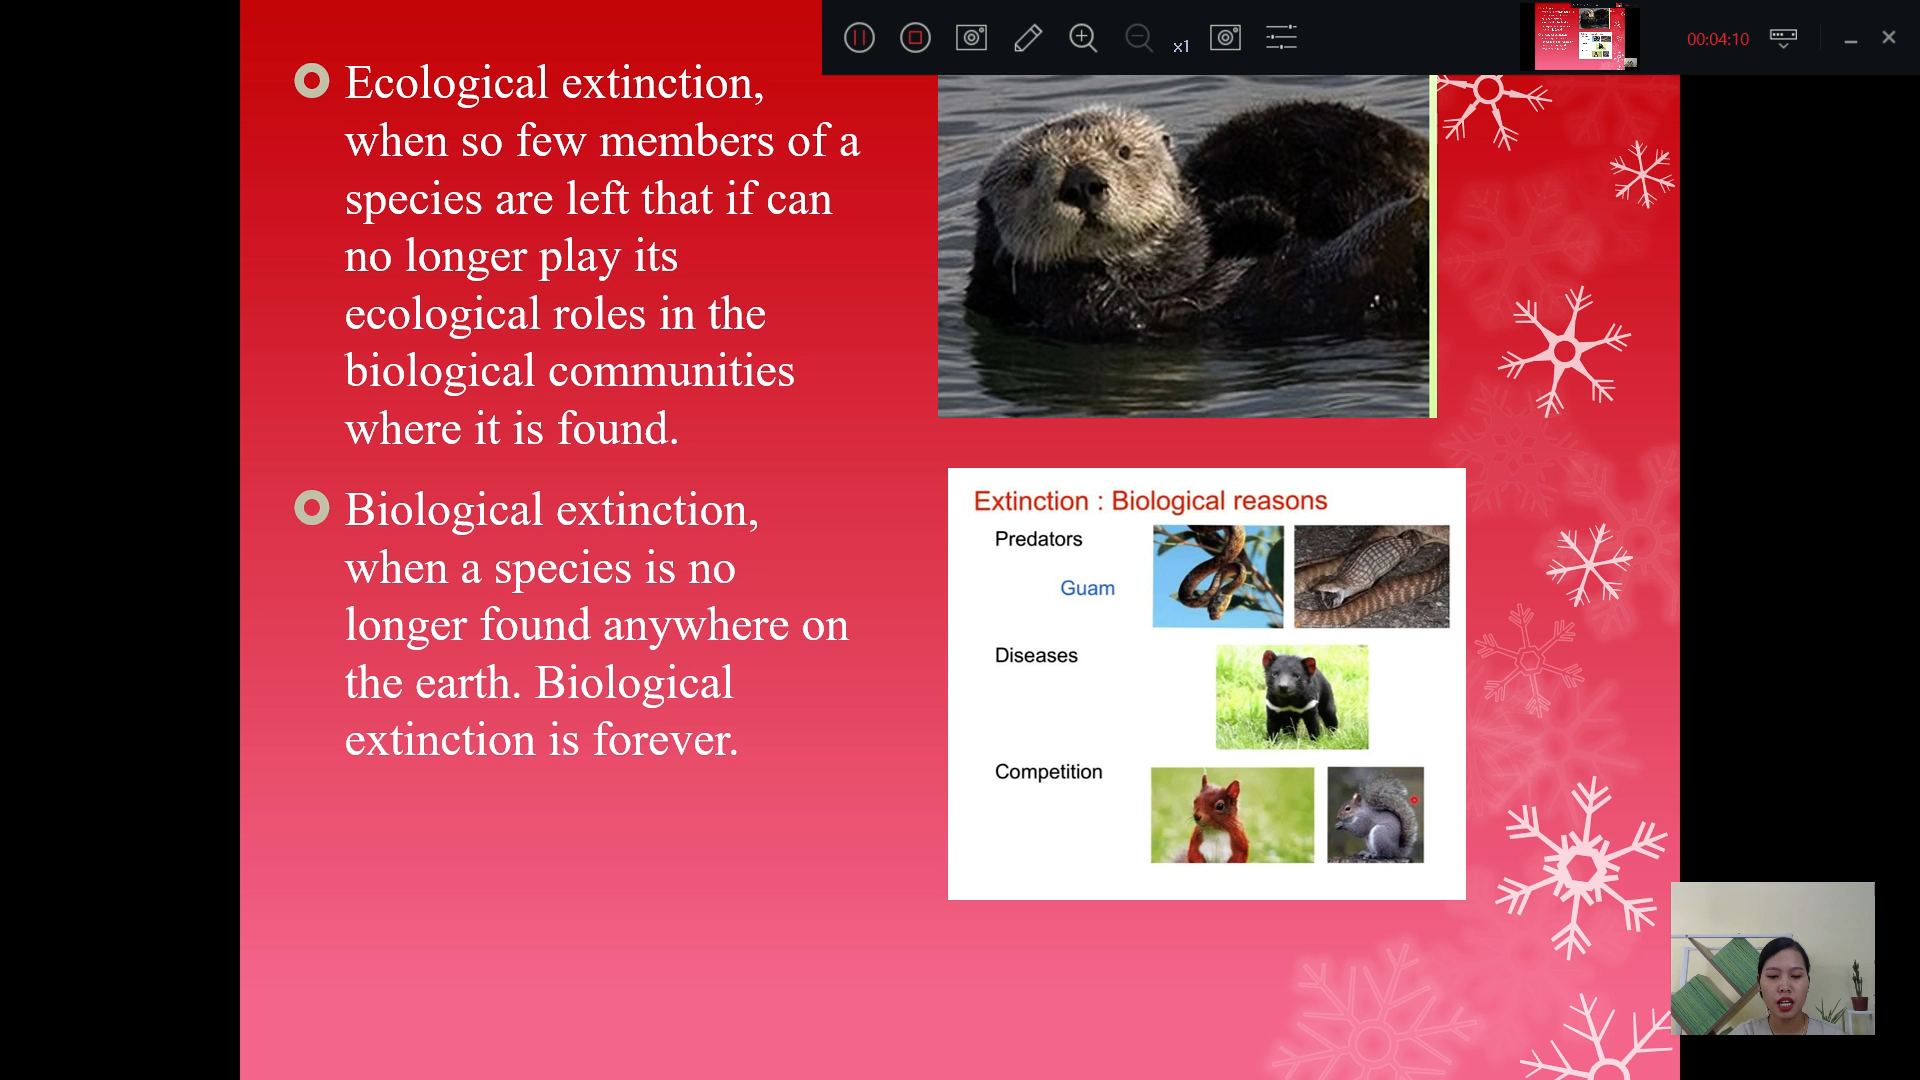 x1
00:04:10
Ecological extinction,
when so few members of a
species are left that if can
no longer play its
ecological roles in the
biological communities
where it is found.
Biological extinction,
when a species is no
longer found anywhere on
the earth. Biological
extinction is forever.
Extinction : Biological reasons
Predators
Guam
Diseases
Competition